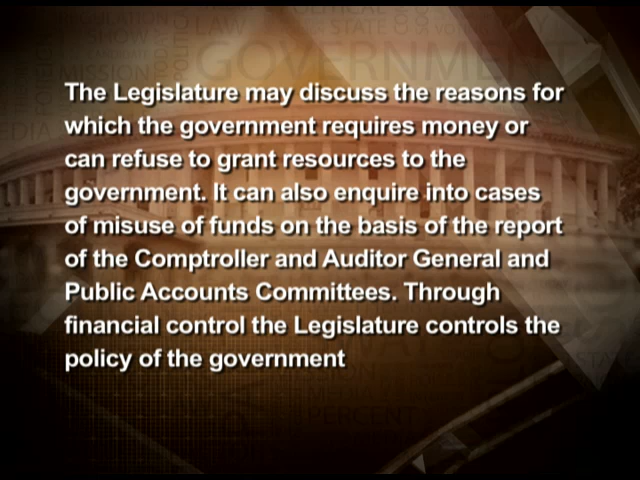 GOVERNMENT
The Legislature may discuss the reasons for
which the government requires money or
can refuse to grant resources to the
government. It can also enquire into cases
of misuse of funds on the basis of the report
of the Comptroller and Auditor General and
Public Accounts Committees. Through
financial control the Legislature controls the
policy of the government
PERCENT